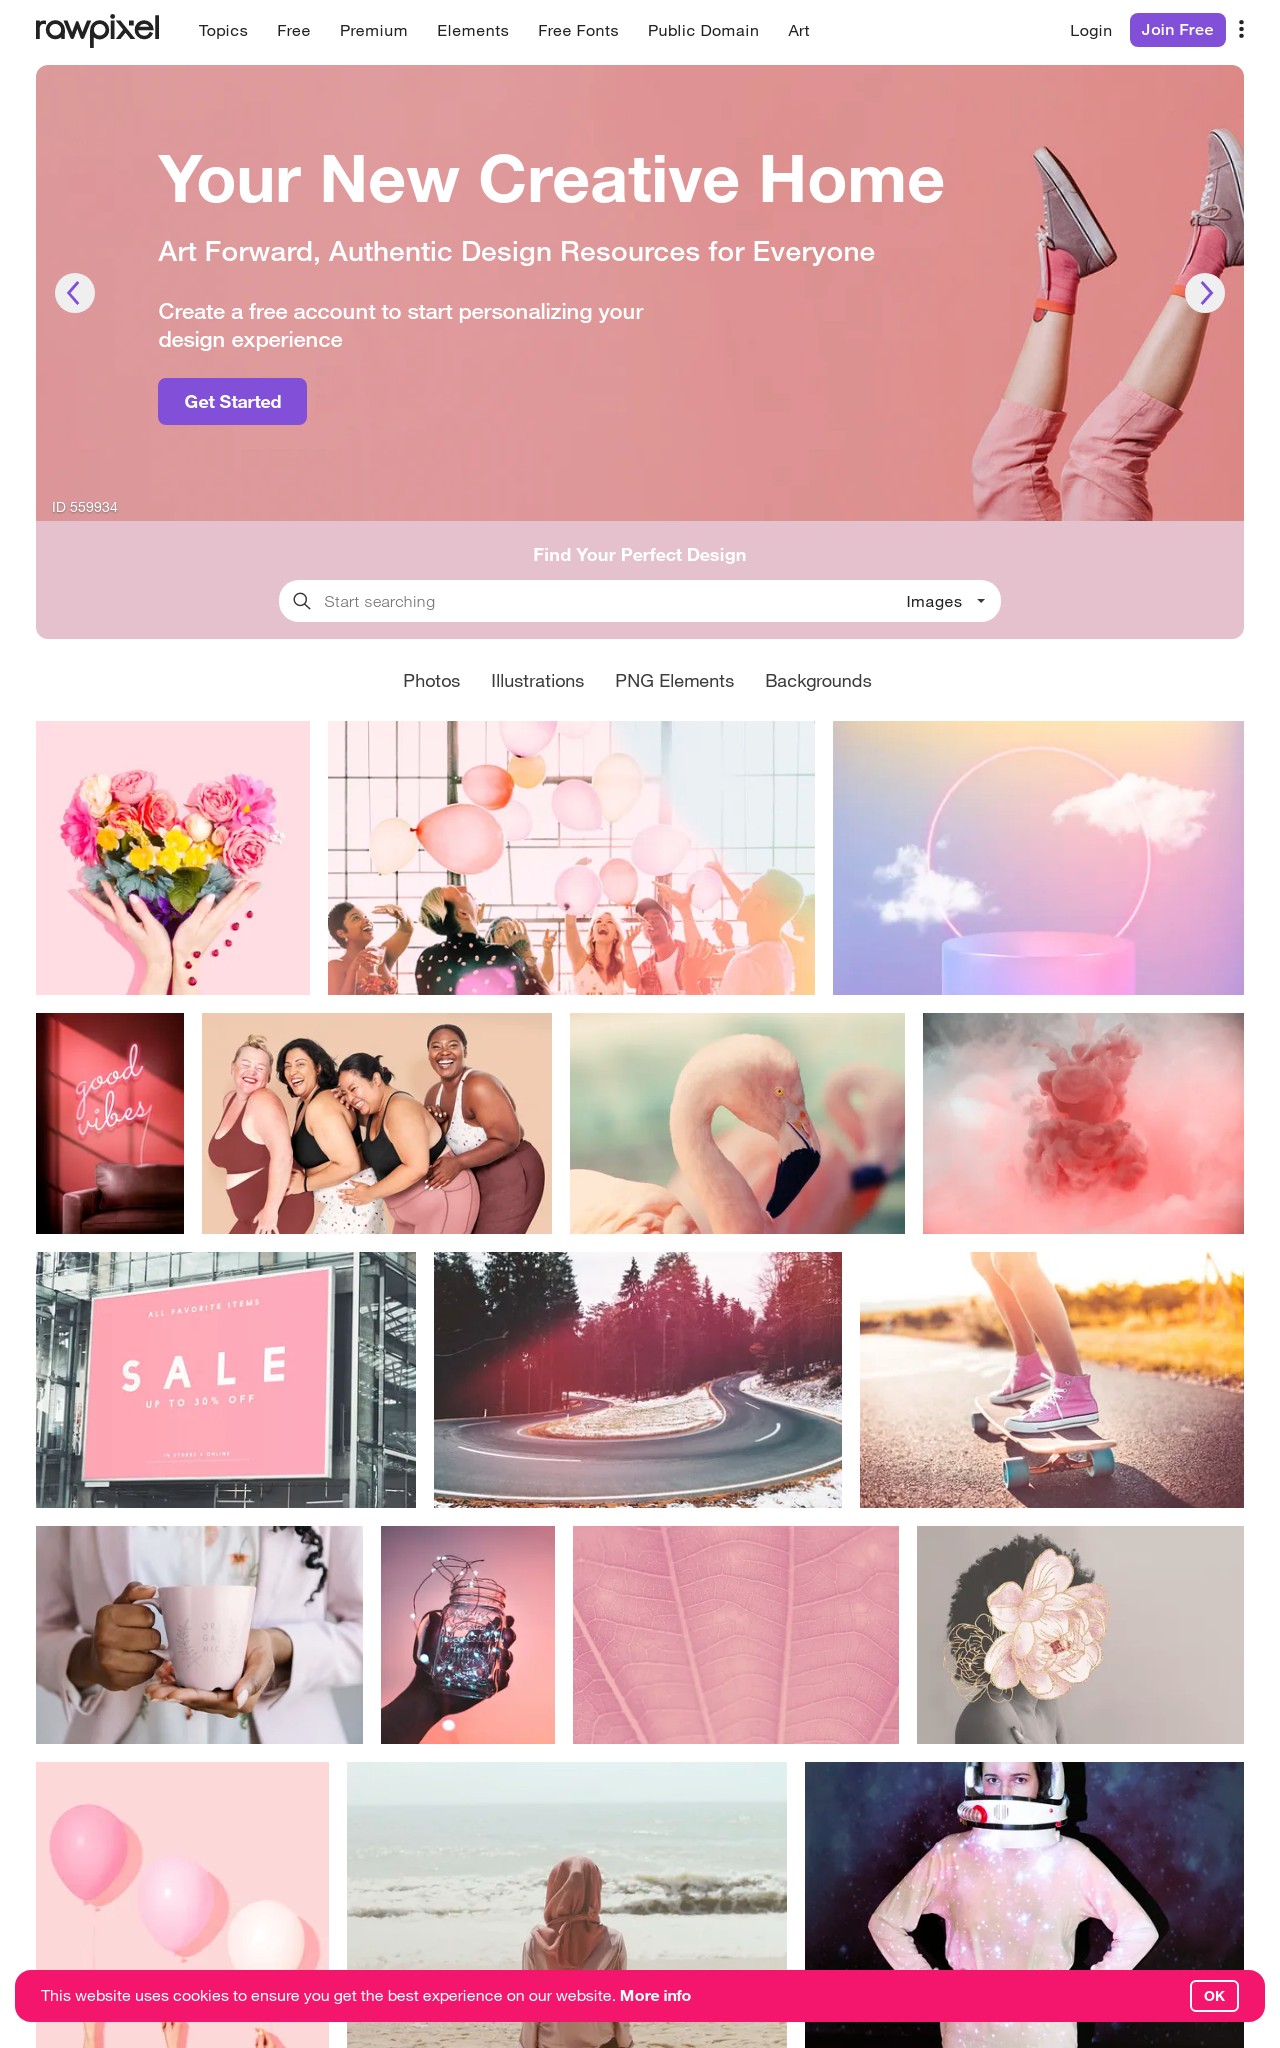 rawpixel
Topics Free Premium Elements Free Fonts Public Domain Art Login Join Free
Your New Creative Home
Art Forward, Authentic Design Resources for Everyone
Create a free account to start personalizing your
design experience
Get Started
ID 559934
Find Your Perfect Design
Start searching Images
Photos Illustrations PNG Elements Backgrounds
good
vibes
ALL FAVORITE ITEMS
SALE
UP TO 30% OFF
IN STORES & ONLINE
OR
GA
NIC
This website uses cookies to ensure you get the best experience on our website. More info OK